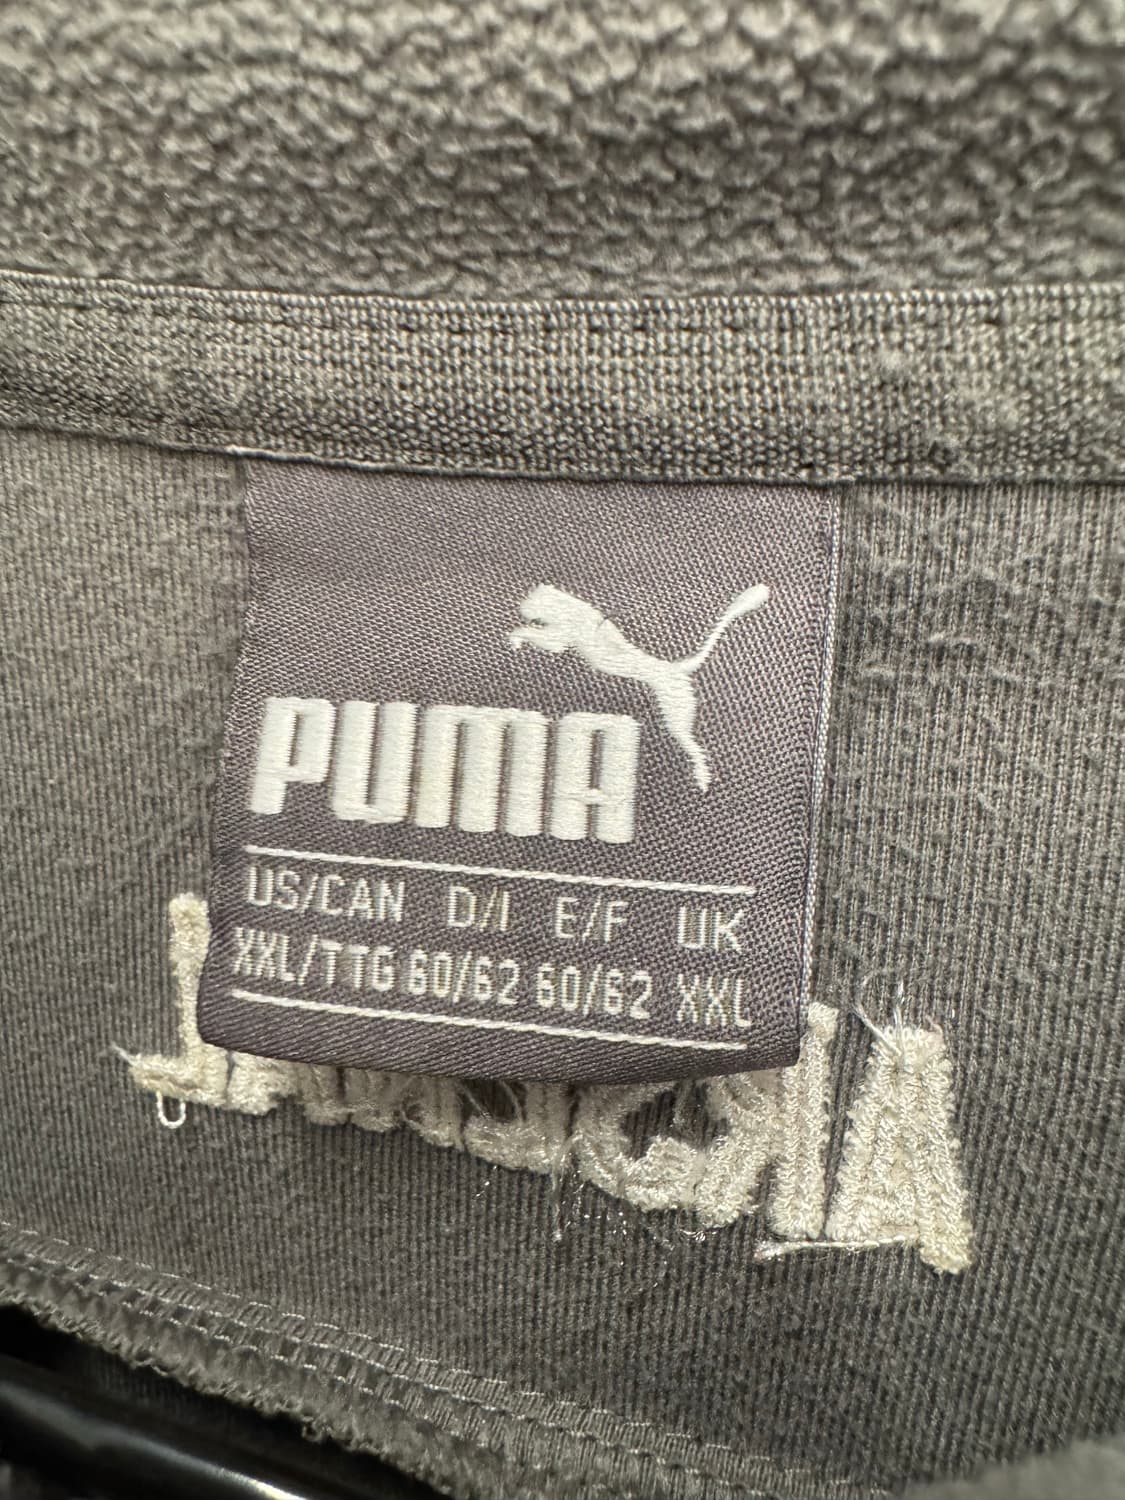 PUMA
US/CAN D/I E/F UK
XXL/TTG 60/62 60/62 XXL